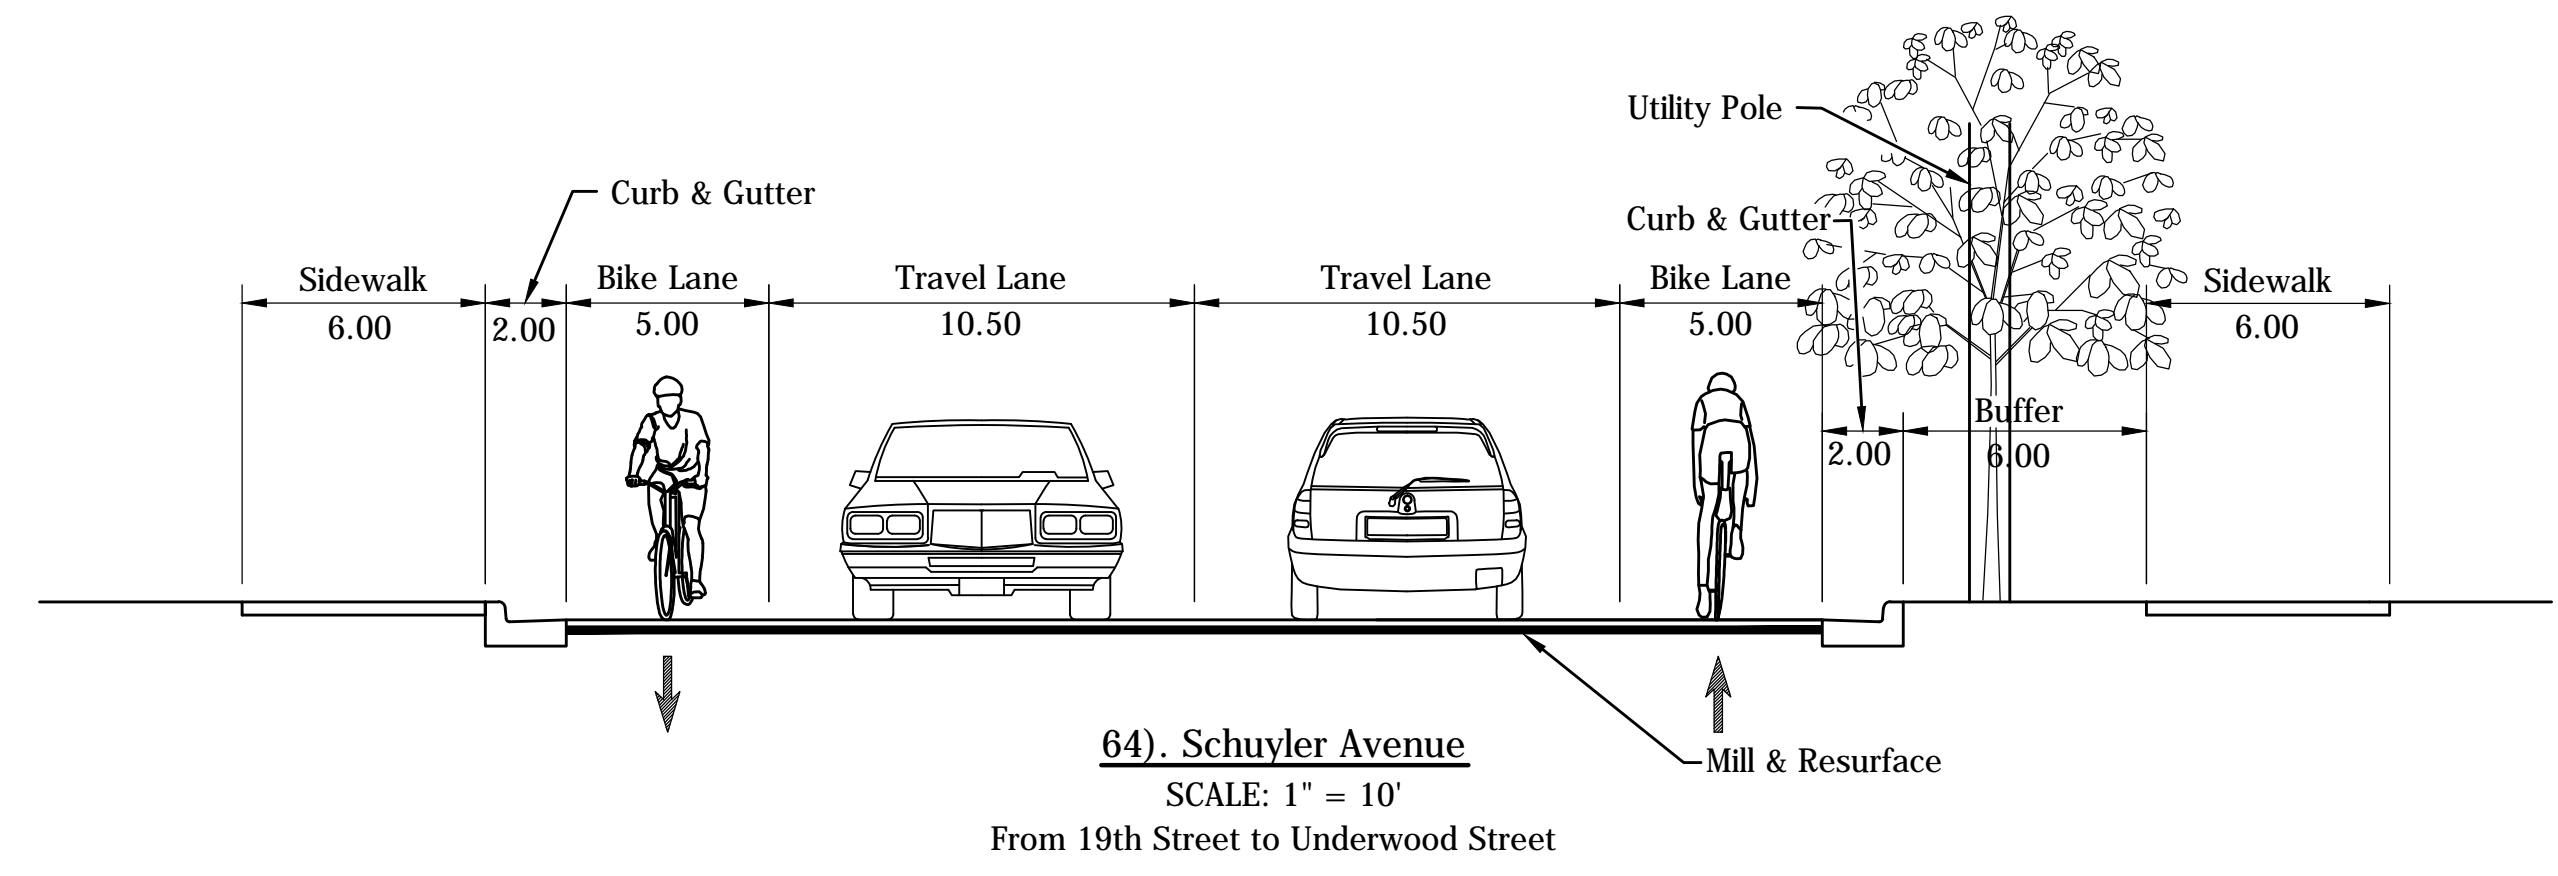 Utility Pole
Curb & Gutter
Curb & Gutter
Sidewalk
6.00
2.00
Bike Lane
5.00
Travel Lane
10.50
Travel Lane
10.50
Bike Lane
5.00
Sidewalk
6.00
2.00
Buffer
6.00
64). Schuyler Avenue
SCALE: 1" = 10'
From 19th Street to Underwood Street
Mill & Resurface